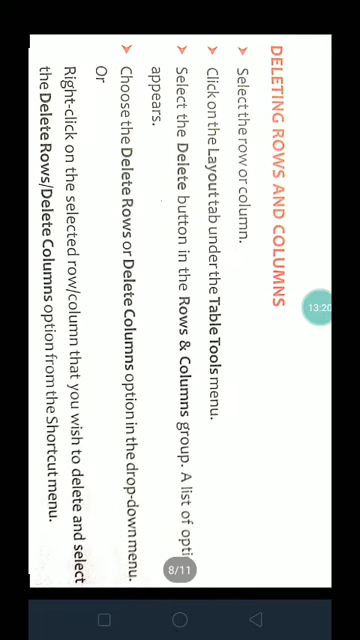 DELETING ROWS AND COLUMNS
➤ Select the row or column.
➤ Click on the Layout tab under the Table Tools menu.
➤ Select the Delete button in the Rows & Columns group. A list of opti
appears.
➤ Choose the Delete Rows or Delete Columns option in the drop-down menu.
Or
Right-click on the selected row/column that you wish to delete and select
the Delete Rows/Delete Columns option from the Shortcut menu.
13:20
8/11